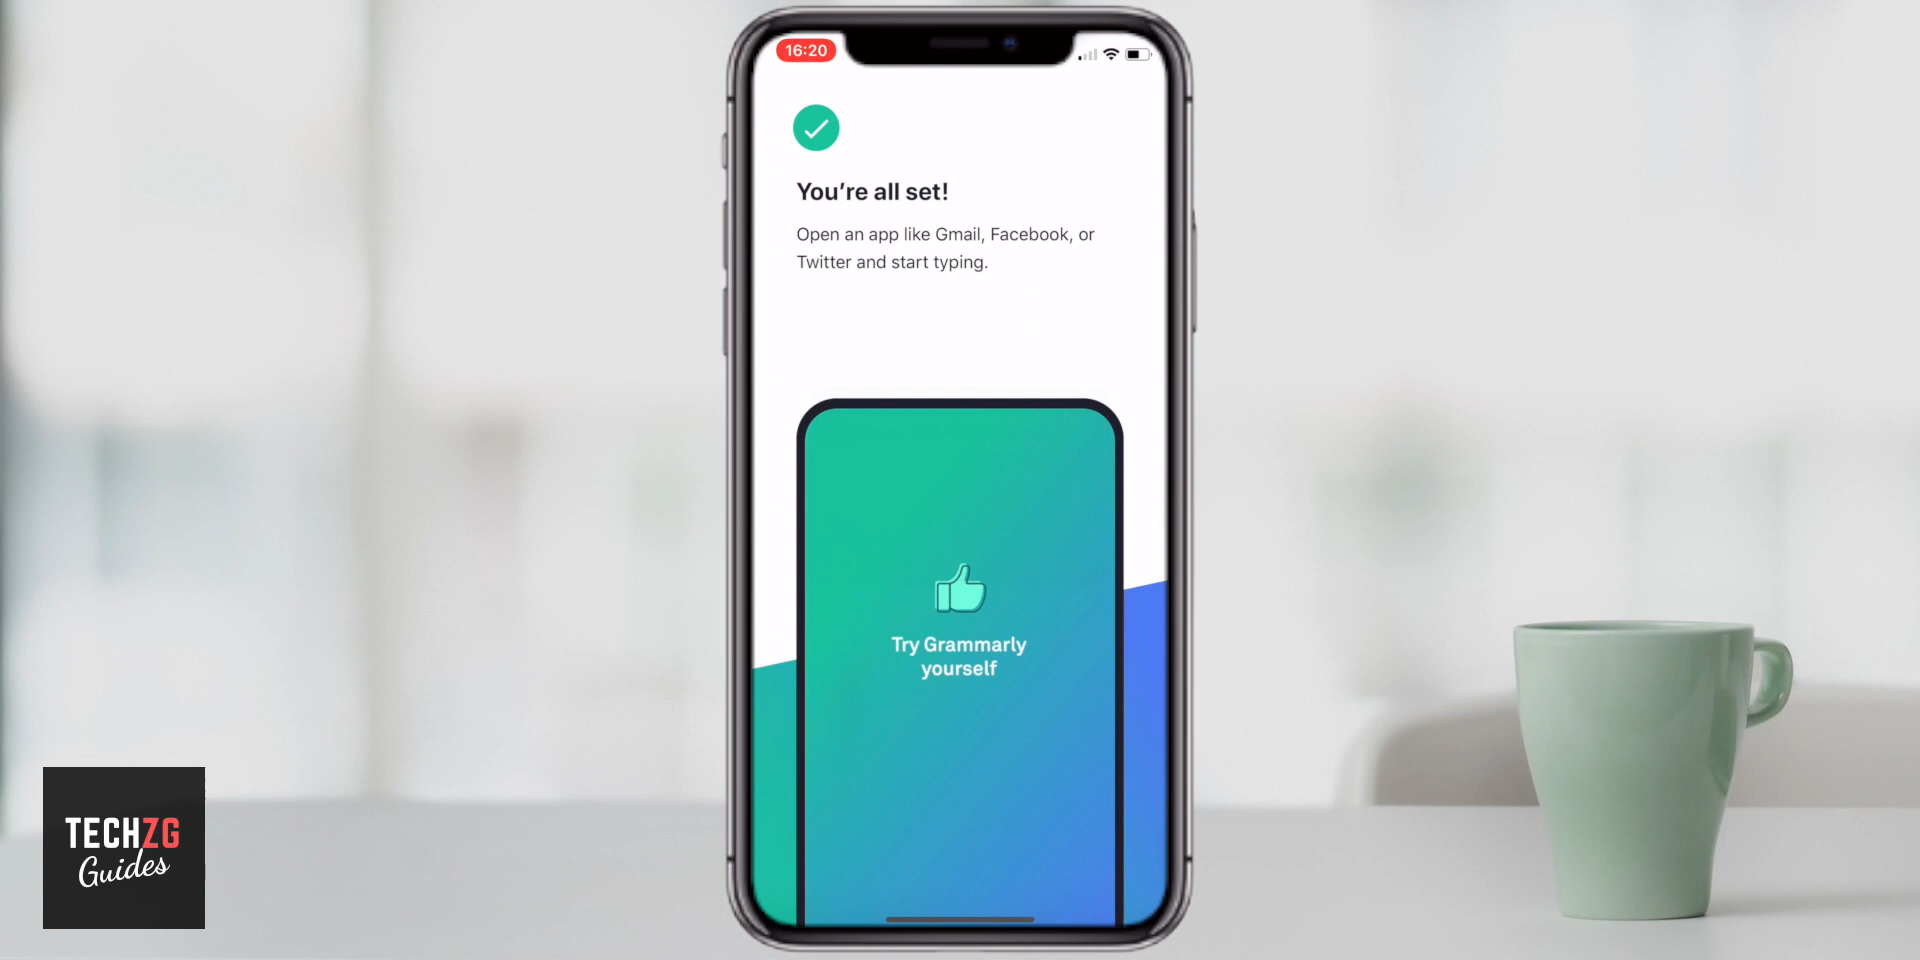 16:20
You're all set!
Open an app like Gmail, Facebook, or
Twitter and start typing.
Try Grammarly
yourself
TECHZG
Guides